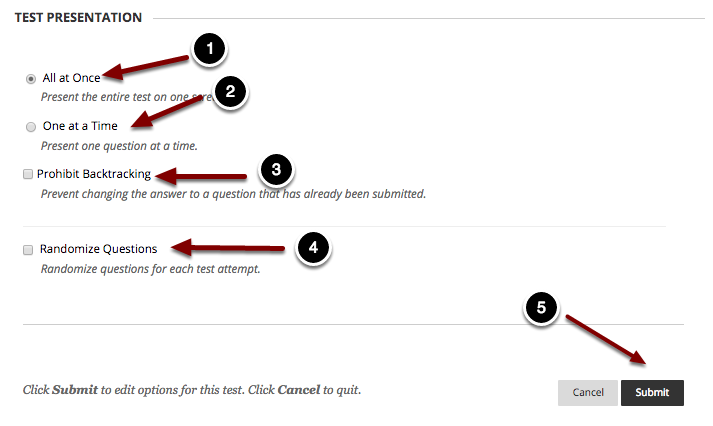 TEST PRESENTATION
1
All at Once
2
Present the entire test on one scre
One at a Time
Present one question at a time.
3
Prohibit Backtracking
Prevent changing the answer to a question that has already been submitted.
4
Randomize Questions
Randomize questions for each test attempt.
5
Click Submit to edit options for this test. Click Cancel to quit.
Cancel
Submit